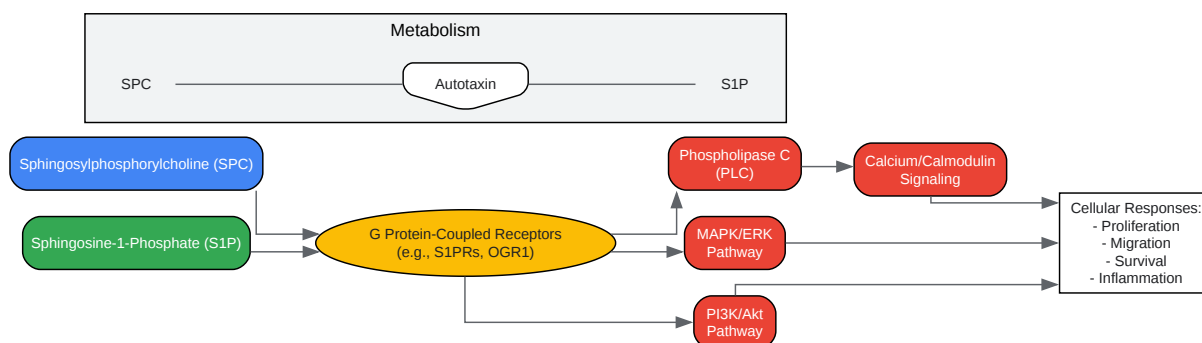 Metabolism
SPC
Autotaxin
S1P
Sphingosylphosphorylcholine (SPC)
Sphingosine-1-Phosphate (S1P)
G Protein-Coupled Receptors
(e.g., S1PRs, OGR1)
Phospholipase C
(PLC)
Calcium/Calmodulin
Signaling
MAPK/ERK
Pathway
PI3K/Akt
Pathway
Cellular Responses:
- Proliferation
- Migration
- Survival
- Inflammation